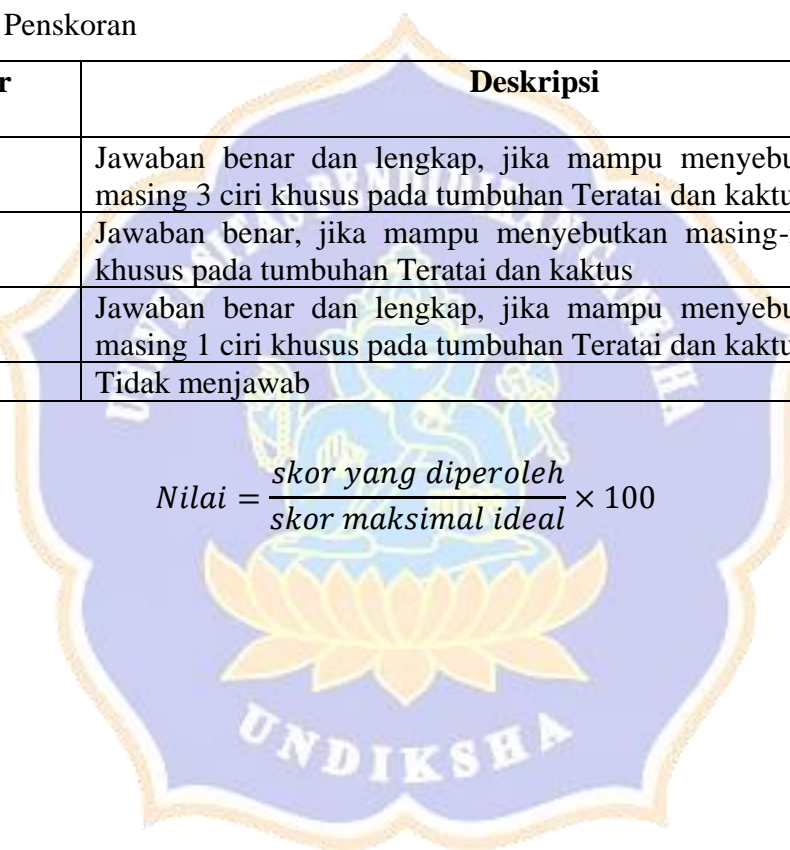 Penskoran
r Deskripsi
Jawaban benar dan lengkap, jika mampu menyebu
masing 3 ciri khusus pada tumbuhan Teratai dan kaktu
Jawaban benar, jika mampu menyebutkan masing-
khusus pada tumbuhan Teratai dan kaktus
Jawaban benar dan lengkap, jika mampu menyebu
masing 1 ciri khusus pada tumbuhan Teratai dan kaktu
Tidak menjawab
Nilai = skor yang diperoleh / skor maksimal ideal × 100
UNIVERSITAS PENDIDIKAN GANESHA
UNDIKSHA